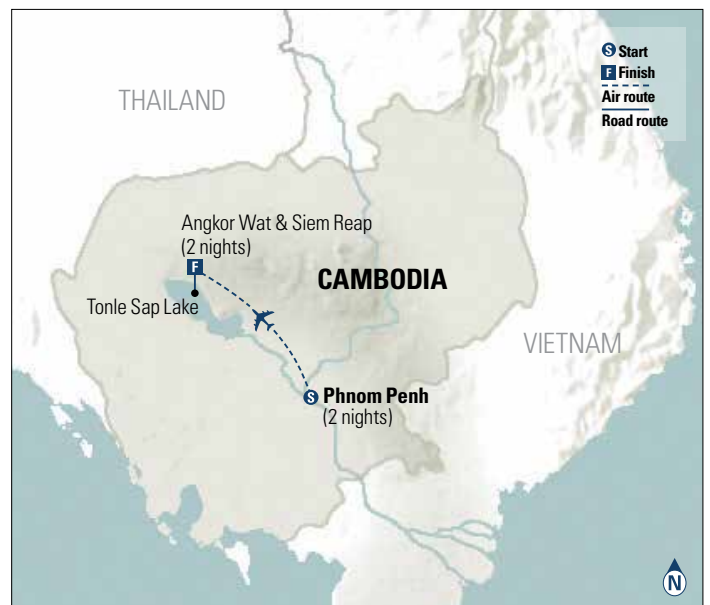 S Start
F Finish
Air route
Road route
THAILAND
Angkor Wat & Siem Reap
(2 nights)
F
CAMBODIA
Tonle Sap Lake
VIETNAM
S Phnom Penh
(2 nights)
N